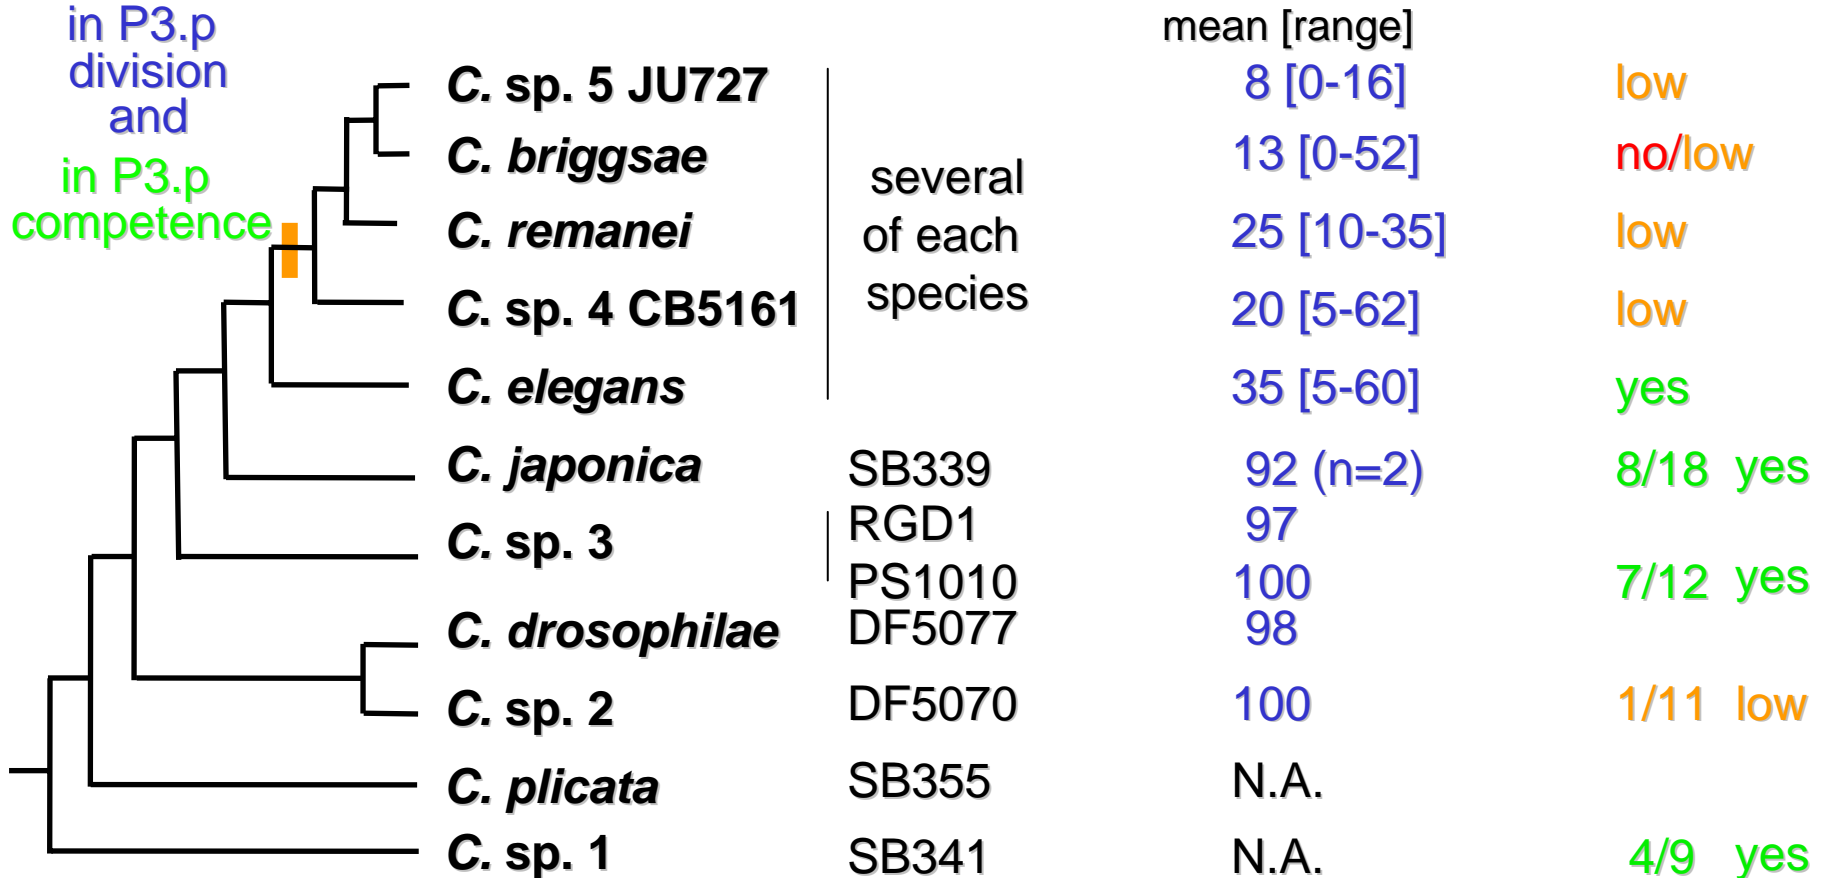 in P3.p
division
and
in P3.p
competence
mean [range]
C. sp. 5 JU727 8 [0-16] low
C. briggsae 13 [0-52] no/low
several
of each
species
C. remanei 25 [10-35] low
C. sp. 4 CB5161 20 [5-62] low
C. elegans 35 [5-60] yes
C. japonica SB339 92 (n=2) 8/18 yes
C. sp. 3 RGD1 97
PS1010 100 7/12 yes
C. drosophilae DF5077 98
C. sp. 2 DF5070 100 1/11 low
C. plicata SB355 N.A.
C. sp. 1 SB341 N.A. 4/9 yes